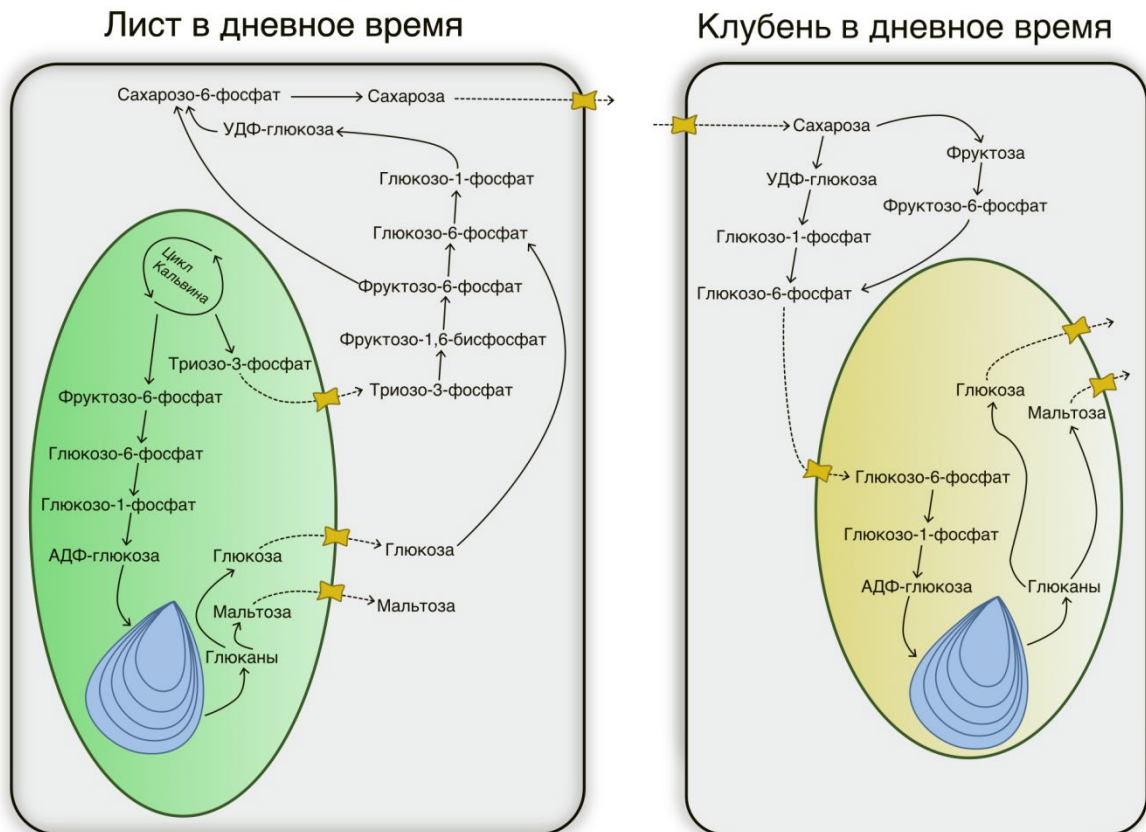 Лист в дневное время
Сахарозо-6-фосфат
Сахароза
УДФ-глюкоза
Глюкозо-1-фосфат
Глюкозо-6-фосфат
Фруктозо-6-фосфат
Фруктозо-1,6-бисфосфат
Триозо-3-фосфат
Цикл
Кальвина
Триозо-3-фосфат
Фруктозо-6-фосфат
Глюкозо-6-фосфат
Глюкозо-1-фосфат
АДФ-глюкоза
Глюкоза
Глюкоза
Мальтоза
Мальтоза
Глюканы
Клубень в дневное время
Сахароза
Фруктоза
УДФ-глюкоза
Фруктозо-6-фосфат
Глюкозо-1-фосфат
Глюкозо-6-фосфат
Глюкоза
Мальтоза
Глюкозо-6-фосфат
Глюкозо-1-фосфат
АДФ-глюкоза
Глюканы